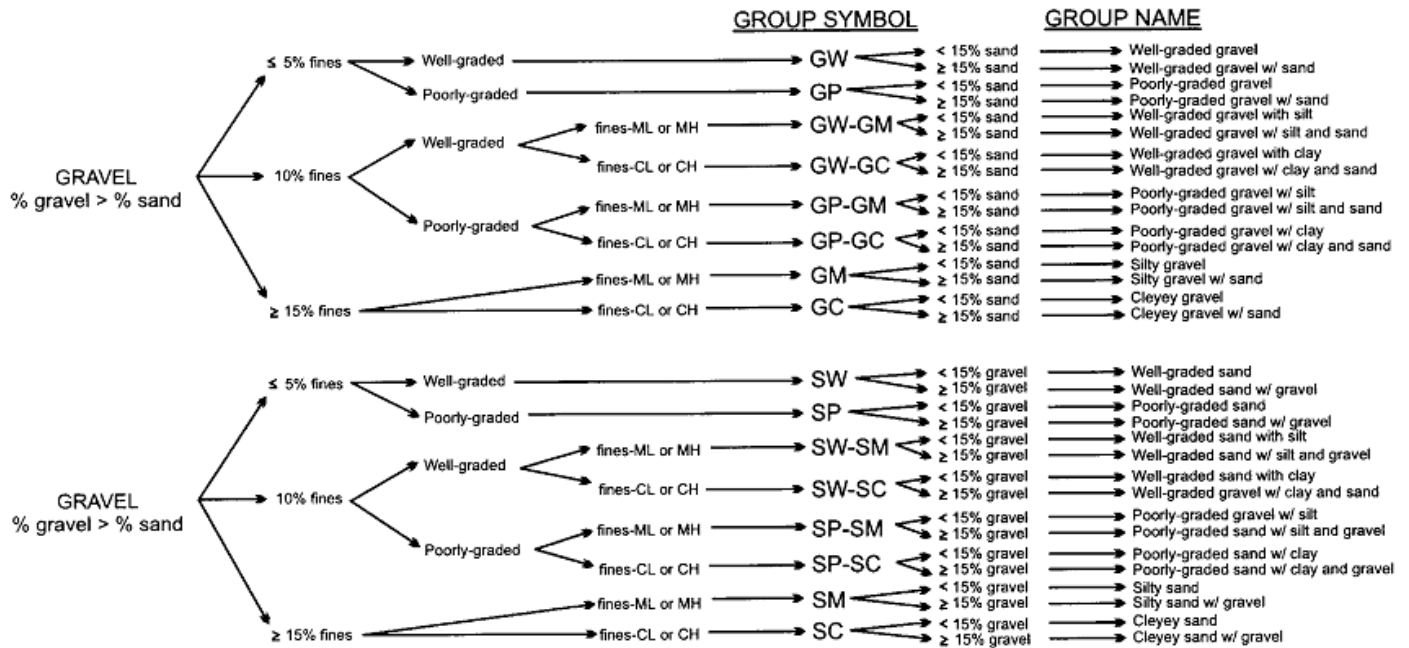 GROUP SYMBOL GROUP NAME
≤ 5% fines Well-graded GW < 15% sand Well-graded gravel
≥ 15% sand Well-graded gravel w/ sand
Poorly-graded GP < 15% sand Poorly-graded gravel
≥ 15% sand Poorly-graded gravel w/ sand
GRAVEL
% gravel > % sand
10% fines Well-graded fines-ML or MH GW-GM < 15% sand Well-graded gravel with silt
≥ 15% sand Well-graded gravel w/ silt and sand
fines-CL or CH GW-GC < 15% sand Well-graded gravel with clay
≥ 15% sand Well-graded gravel w/ clay and sand
Poorly-graded fines-ML or MH GP-GM < 15% sand Poorly-graded gravel w/ silt
≥ 15% sand Poorly-graded gravel w/ silt and sand
fines-CL or CH GP-GC < 15% sand Poorly-graded gravel w/ clay
≥ 15% sand Poorly-graded gravel w/ clay and sand
≥ 15% fines fines-ML or MH GM < 15% sand Silty gravel
≥ 15% sand Silty gravel w/ sand
fines-CL or CH GC < 15% sand Cleyey gravel
≥ 15% sand Cleyey gravel w/ sand
≤ 5% fines Well-graded SW < 15% gravel Well-graded sand
≥ 15% gravel Well-graded sand w/ gravel
Poorly-graded SP < 15% gravel Poorly-graded sand
≥ 15% gravel Poorly-graded sand w/ gravel
GRAVEL
% gravel > % sand
10% fines Well-graded fines-ML or MH SW-SM < 15% gravel Well-graded sand with silt
≥ 15% gravel Well-graded sand w/ silt and gravel
fines-CL or CH SW-SC < 15% gravel Well-graded sand with clay
≥ 15% gravel Well-graded gravel w/ clay and sand
Poorly-graded fines-ML or MH SP-SM < 15% gravel Poorly-graded gravel w/ silt
≥ 15% gravel Poorly-graded sand w/ silt and gravel
fines-CL or CH SP-SC < 15% gravel Poorly-graded sand w/ clay
≥ 15% gravel Poorly-graded sand w/ clay and gravel
≥ 15% fines fines-ML or MH SM < 15% gravel Silty sand
≥ 15% gravel Silty sand w/ gravel
fines-CL or CH SC < 15% gravel Cleyey sand
≥ 15% gravel Cleyey sand w/ gravel